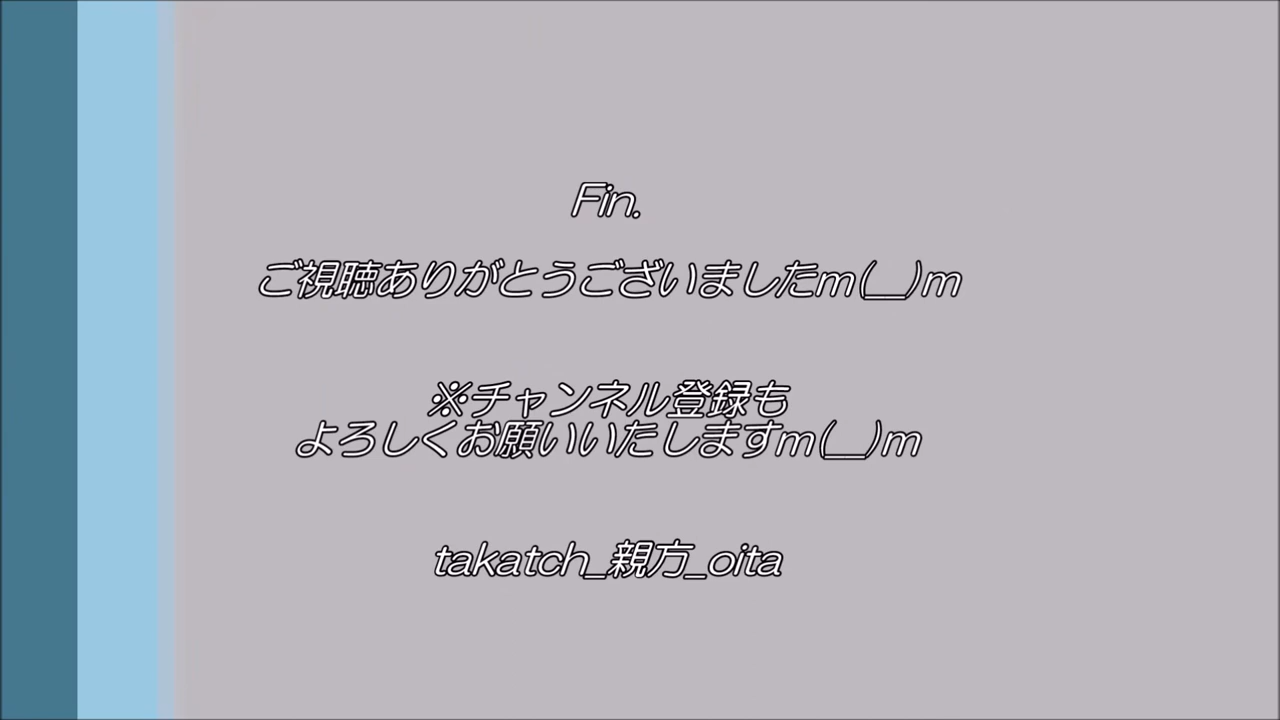 Fin.
ご視聴ありがとうございましたm(__)m
※チャンネル登録も
よろしくお願いいたしますm(__)m
takatch_親方_oita